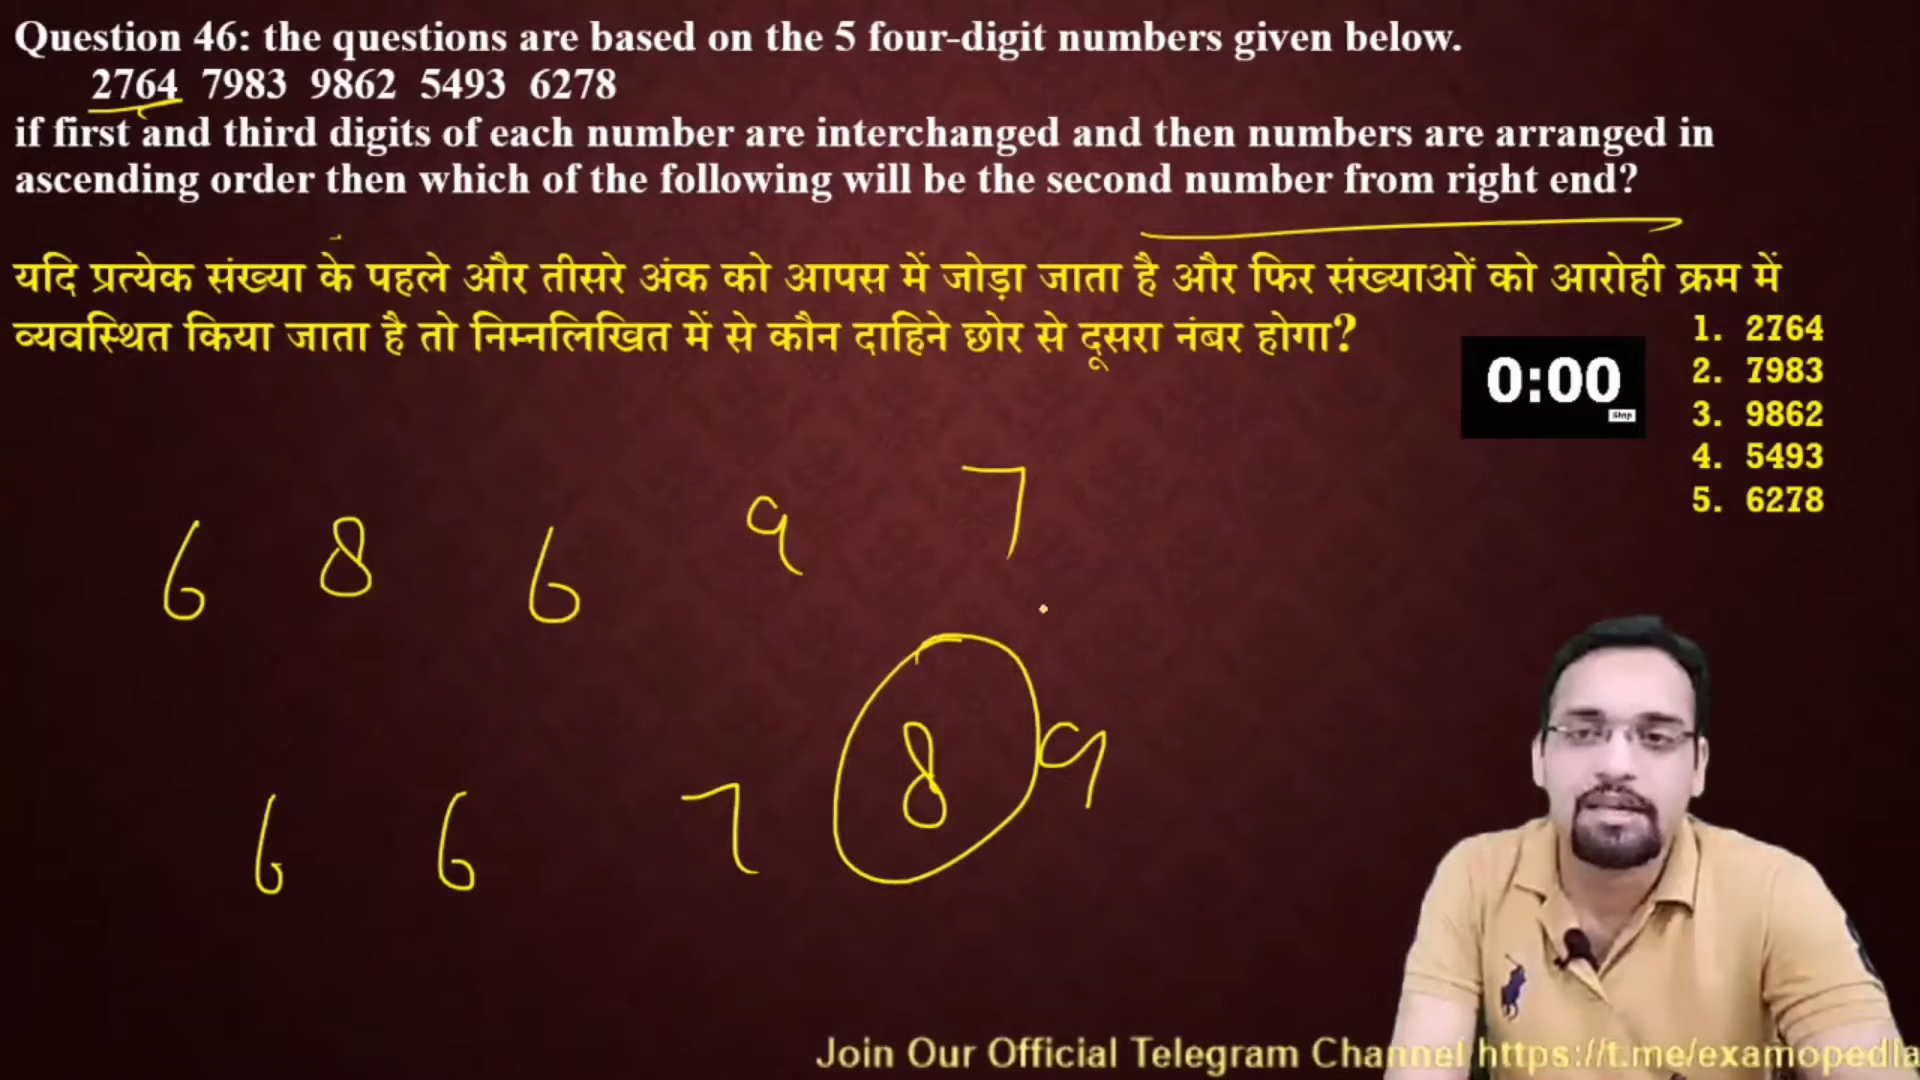 Question 46: the questions are based on the 5 four-digit numbers given below.
2764 7983 9862 5493 6278
if first and third digits of each number are interchanged and then numbers are arranged in
ascending order then which of the following will be the second number from right end?
यदि प्रत्येक संख्या के पहले और तीसरे अंक को आपस में जोड़ा जाता है और फिर संख्याओं को आरोही क्रम में
व्यवस्थित किया जाता है तो निम्नलिखित में से कौन दाहिने छोर से दूसरा नंबर होगा?
0:00
Stop
1. 2764
2. 7983
3. 9862
4. 5493
5. 6278
6 8 6 9 7
6 6 7 8 9
Join Our Official Telegram Channel https://t.me/examopedia